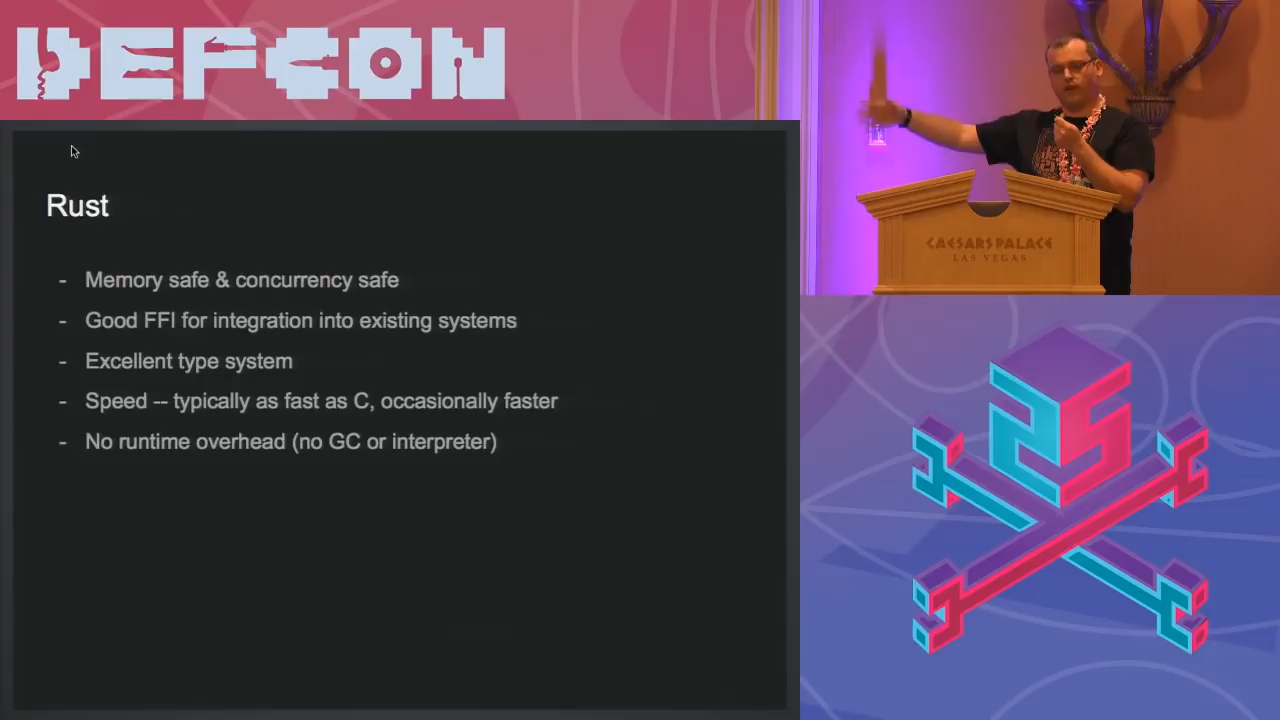 DEFCON
Rust
- Memory safe & concurrency safe
- Good FFI for integration into existing systems
- Excellent type system
- Speed -- typically as fast as C, occasionally faster
- No runtime overhead (no GC or interpreter)
CAESARS PALACE
LAS VEGAS
25